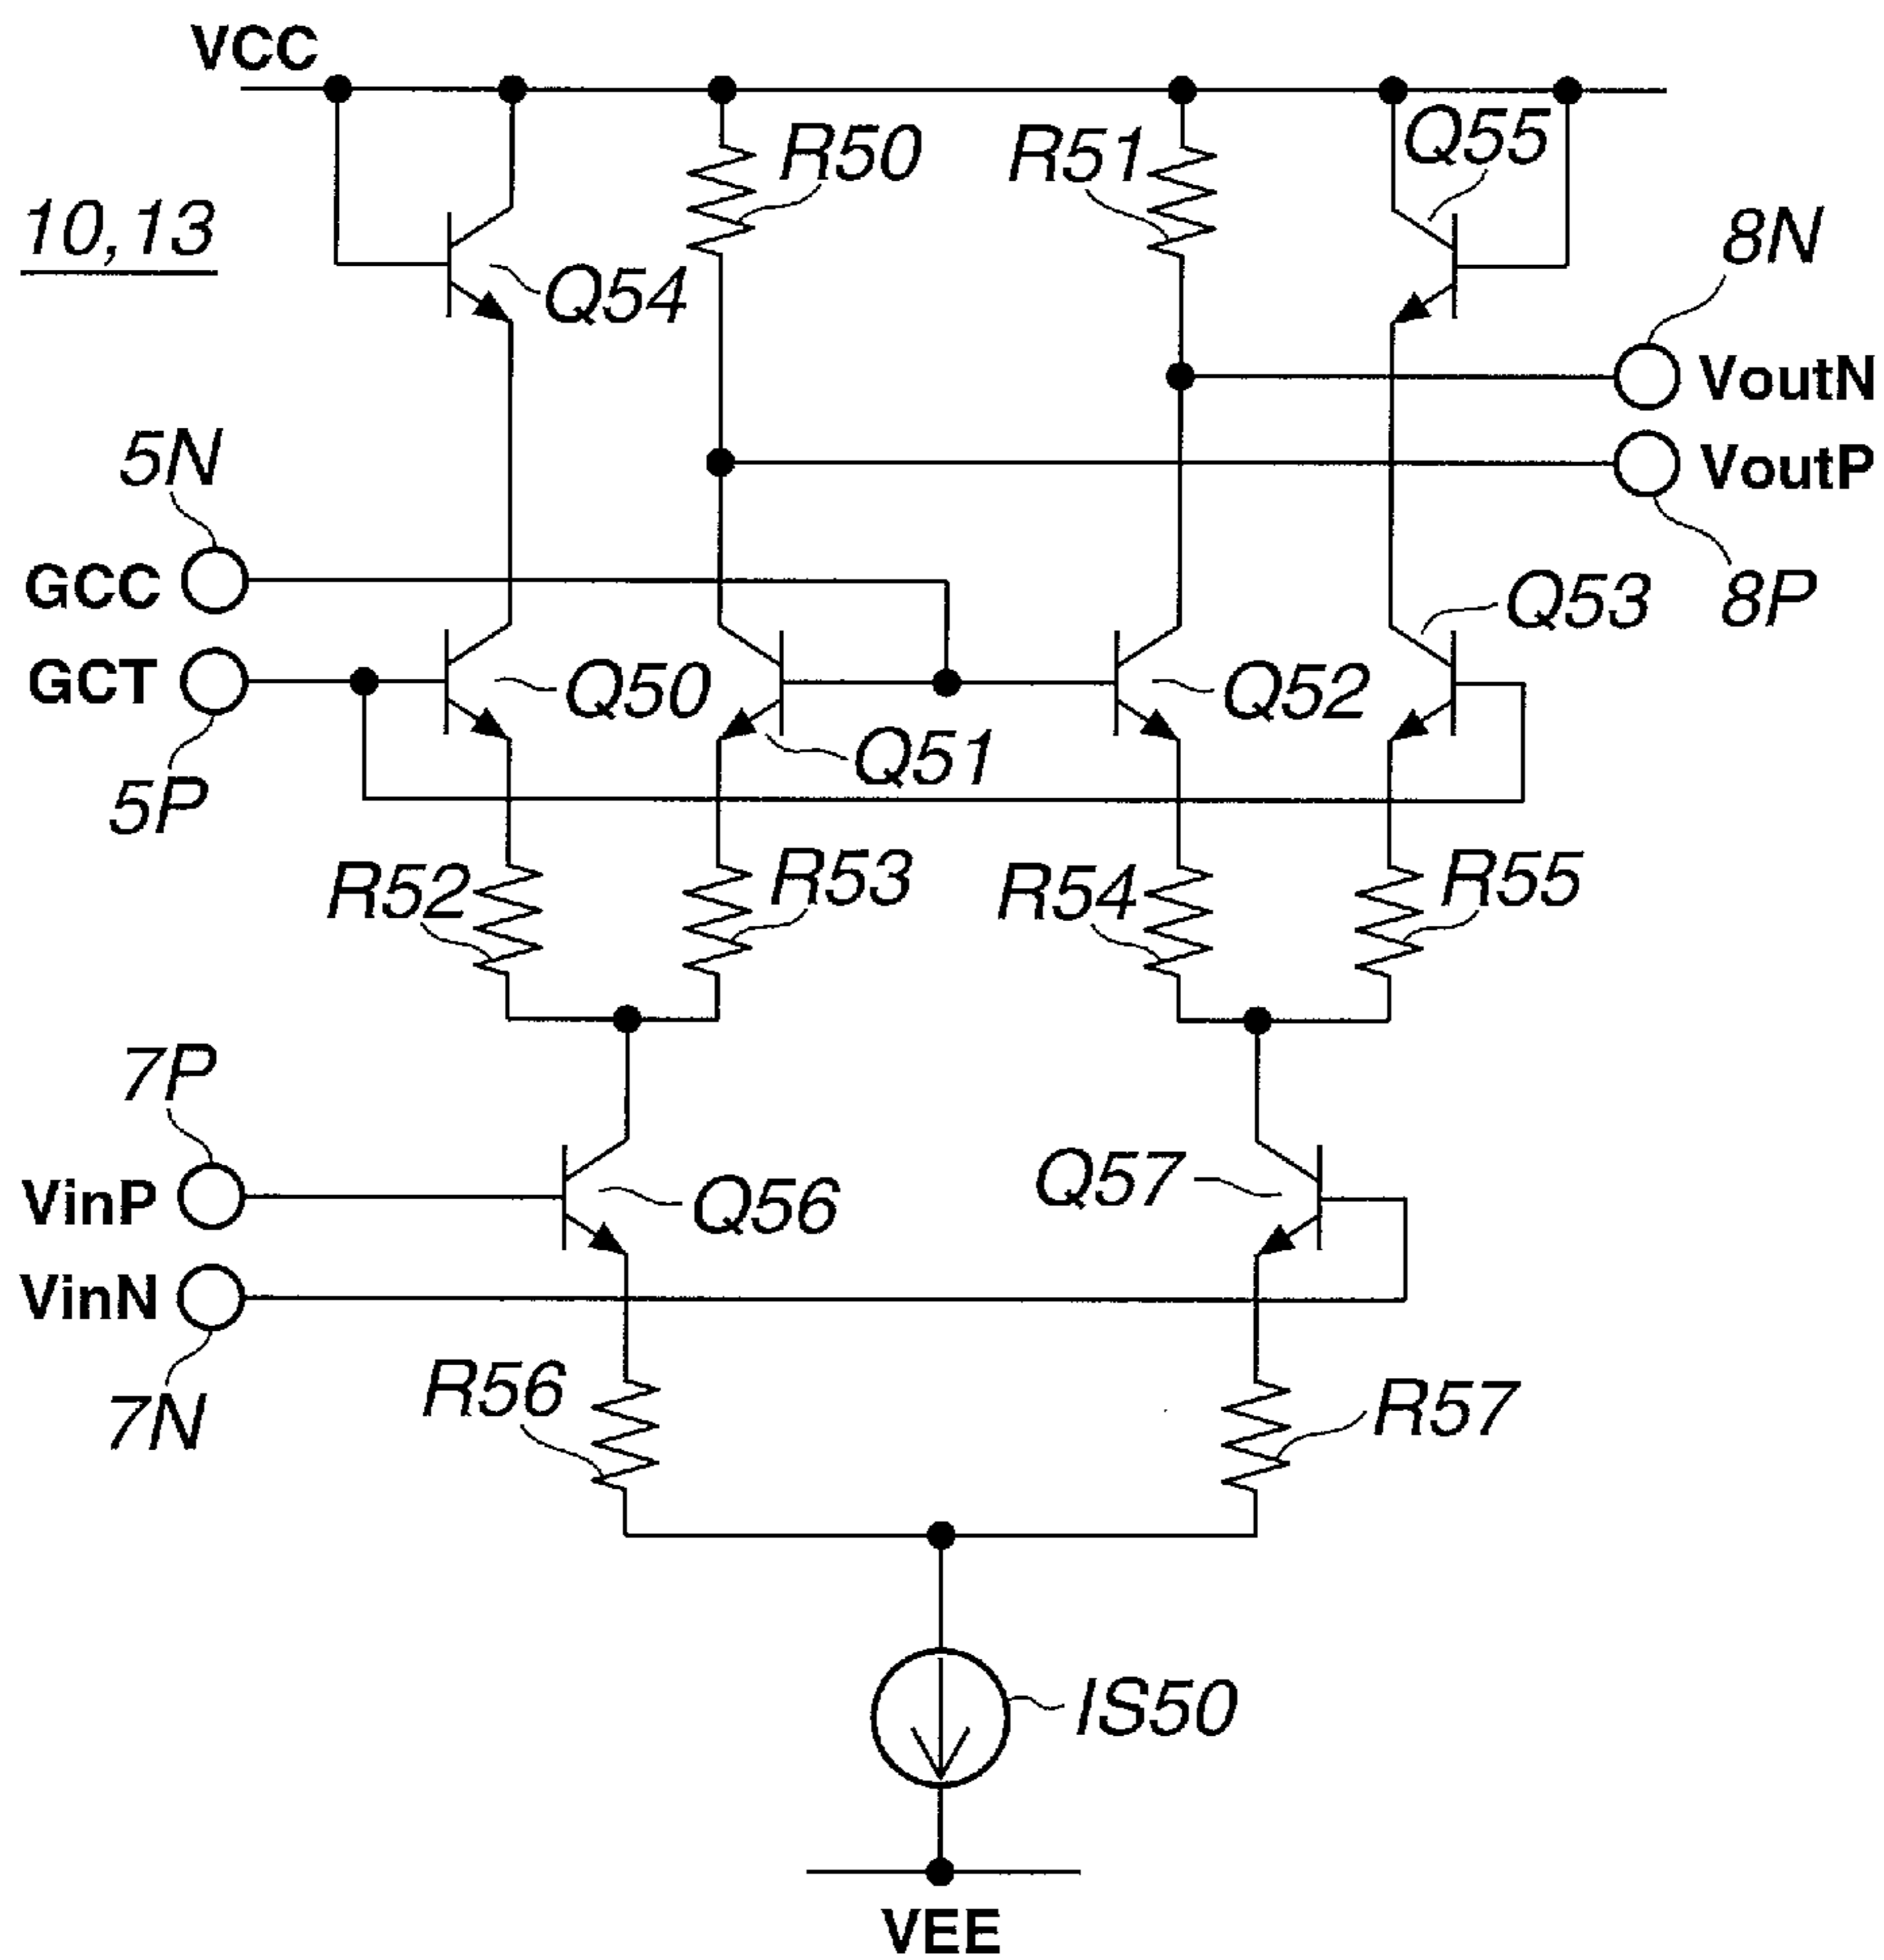 VCC
10,13
R50
R51
Q55
8N
Q54
VoutN
VoutP
5N
GCC
8P
Q53
GCT
Q50
Q52
Q51
5P
R52
R53
R54
R55
7P
VinP
Q56
Q57
VinN
7N
R56
R57
IS50
VEE